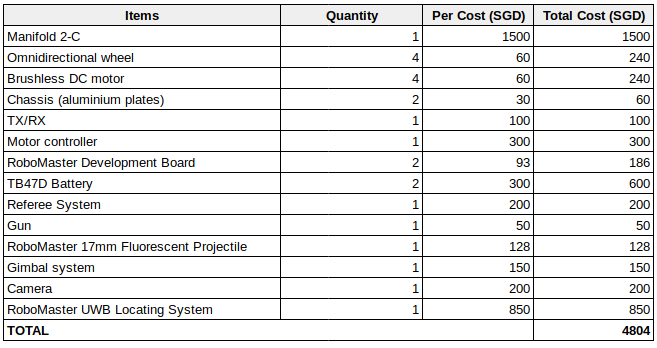 Items Quantity Per Cost (SGD) Total Cost (SGD)
Manifold 2-C 1 1500 1500
Omnidirectional wheel 4 60 240
Brushless DC motor 4 60 240
Chassis (aluminium plates) 2 30 60
TX/RX 1 100 100
Motor controller 1 300 300
RoboMaster Development Board 2 93 186
TB47D Battery 2 300 600
Referee System 1 200 200
Gun 1 50 50
RoboMaster 17mm Fluorescent Projectile 1 128 128
Gimbal system 1 150 150
Camera 1 200 200
RoboMaster UWB Locating System 1 850 850
TOTAL 4804